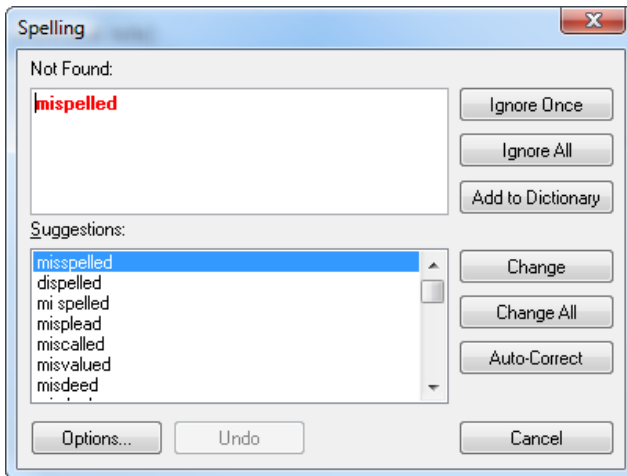 Spelling
Not Found:
mispelled
Ignore Once
Ignore All
Add to Dictionary
Suggestions:
misspelled
dispelled
mi spelled
misplead
miscalled
misvalued
misdeed
Change
Change All
Auto-Correct
Options...
Undo
Cancel